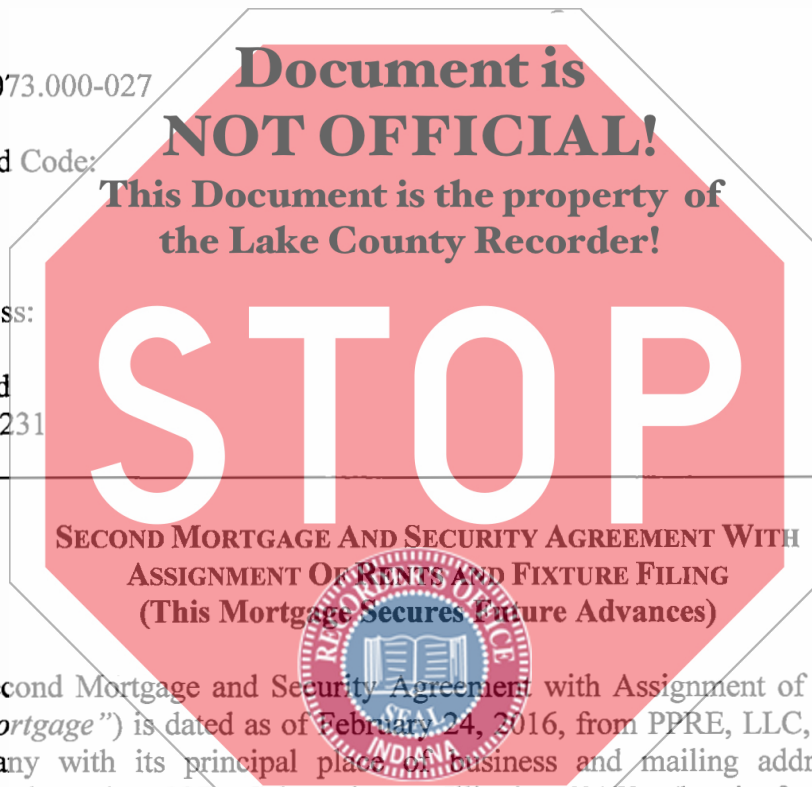 073.000-027
Document is
NOT OFFICIAL!
d Code:
This Document is the property of
the Lake County Recorder!
ss:
STOP
d
231
SECOND MORTGAGE AND SECURITY AGREEMENT WITH
ASSIGNMENT OF RENTS AND FIXTURE FILING
(This Mortgage Secures Future Advances)
RECORDER'S OFFICE
SEAL
INDIANA
cond Mortgage and Security Agreement with Assignment of
ortgage") is dated as of February 24, 2016, from PPRE, LLC,
any with its principal place of business and mailing addr